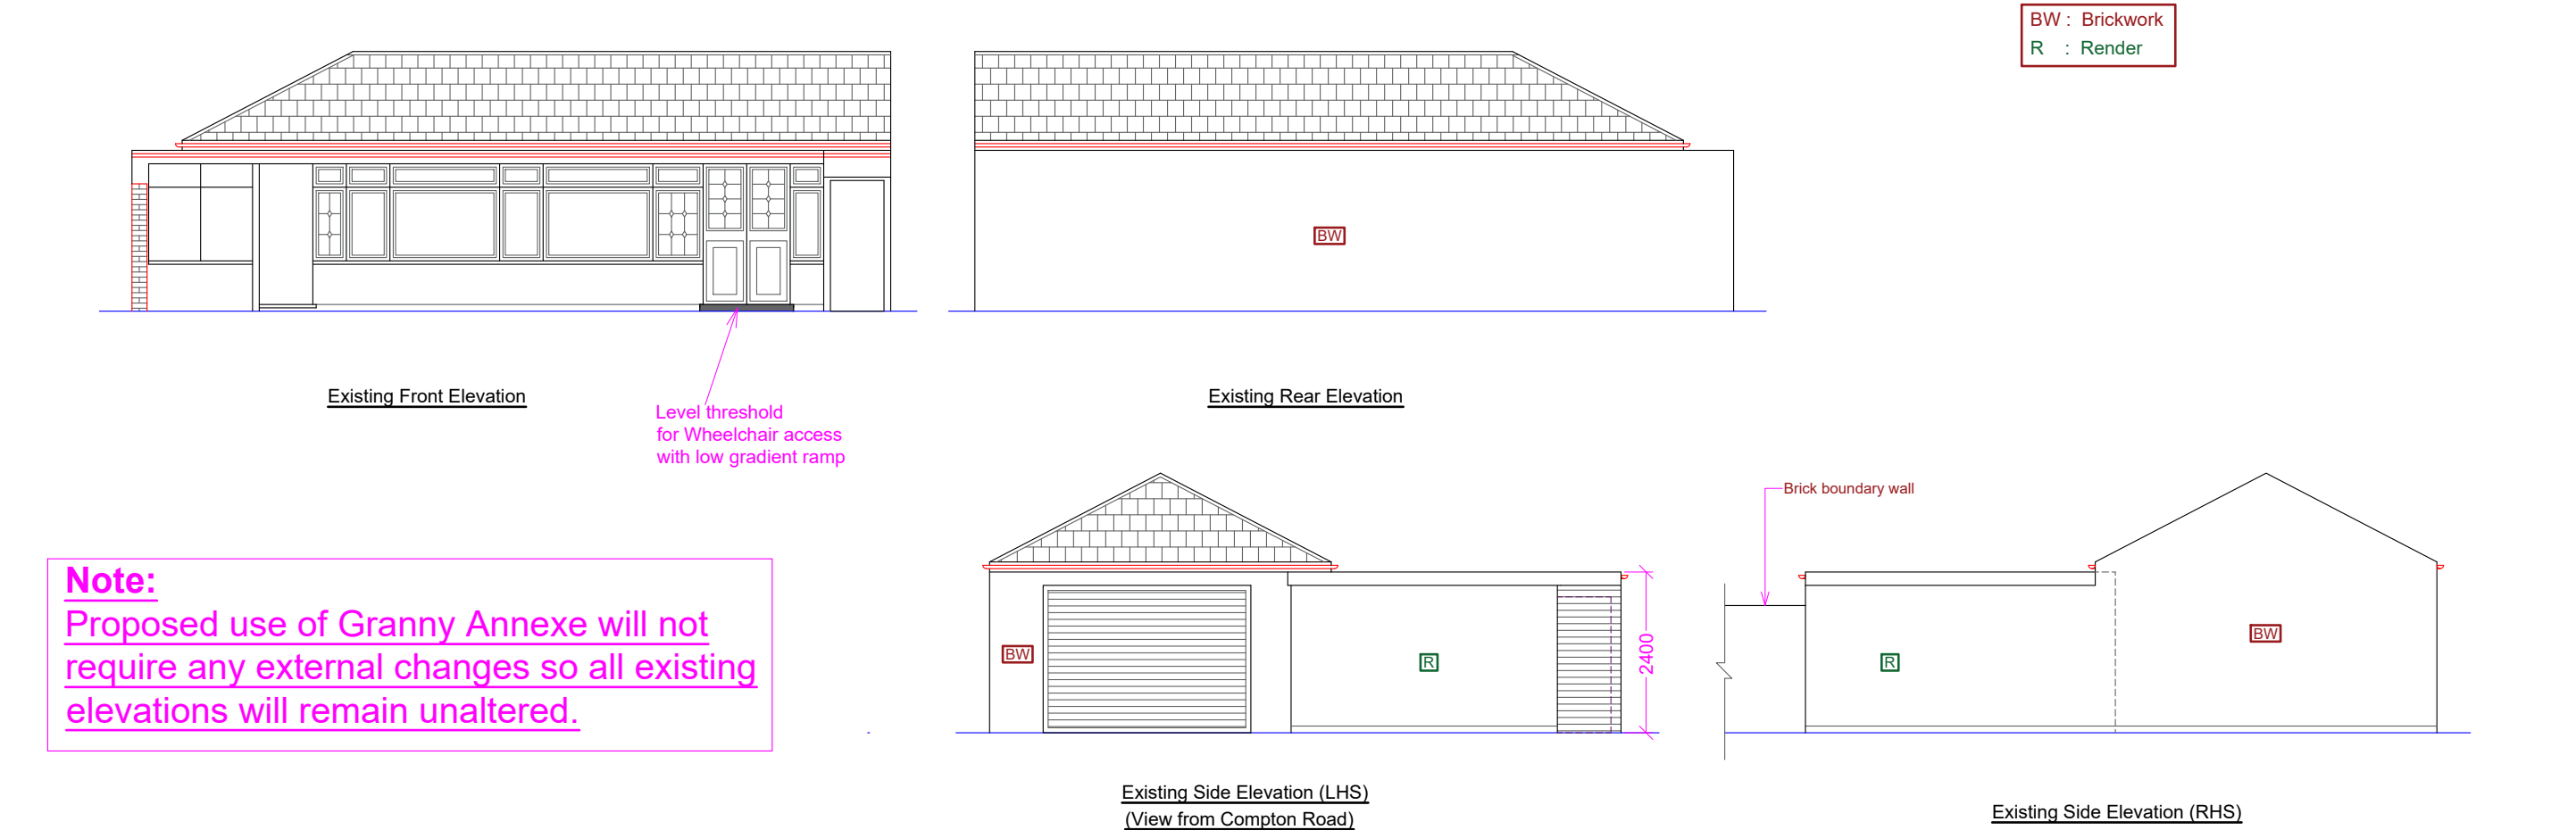 BW : Brickwork
R : Render
BW
Existing Front Elevation
Existing Rear Elevation
Level threshold
for Wheelchair access
with low gradient ramp
Brick boundary wall
Note:
Proposed use of Granny Annexe will not
require any external changes so all existing
elevations will remain unaltered.
BW
R
2400
R
BW
Existing Side Elevation (LHS)
(View from Compton Road)
Existing Side Elevation (RHS)